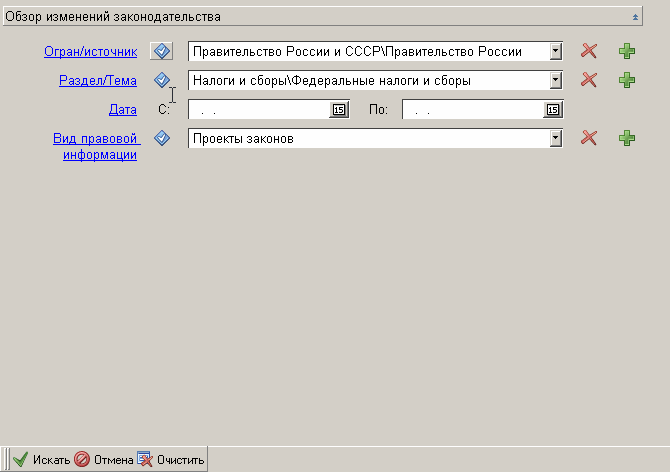 Обзор изменений законодательства
Огран/источник Правительство России и СССР\Правительство России
Раздел/Тема Налоги и сборы\Федеральные налоги и сборы
Дата С: . . 15 По: . . 15
Вид правовой информации Проекты законов
Искать Отмена Очистить